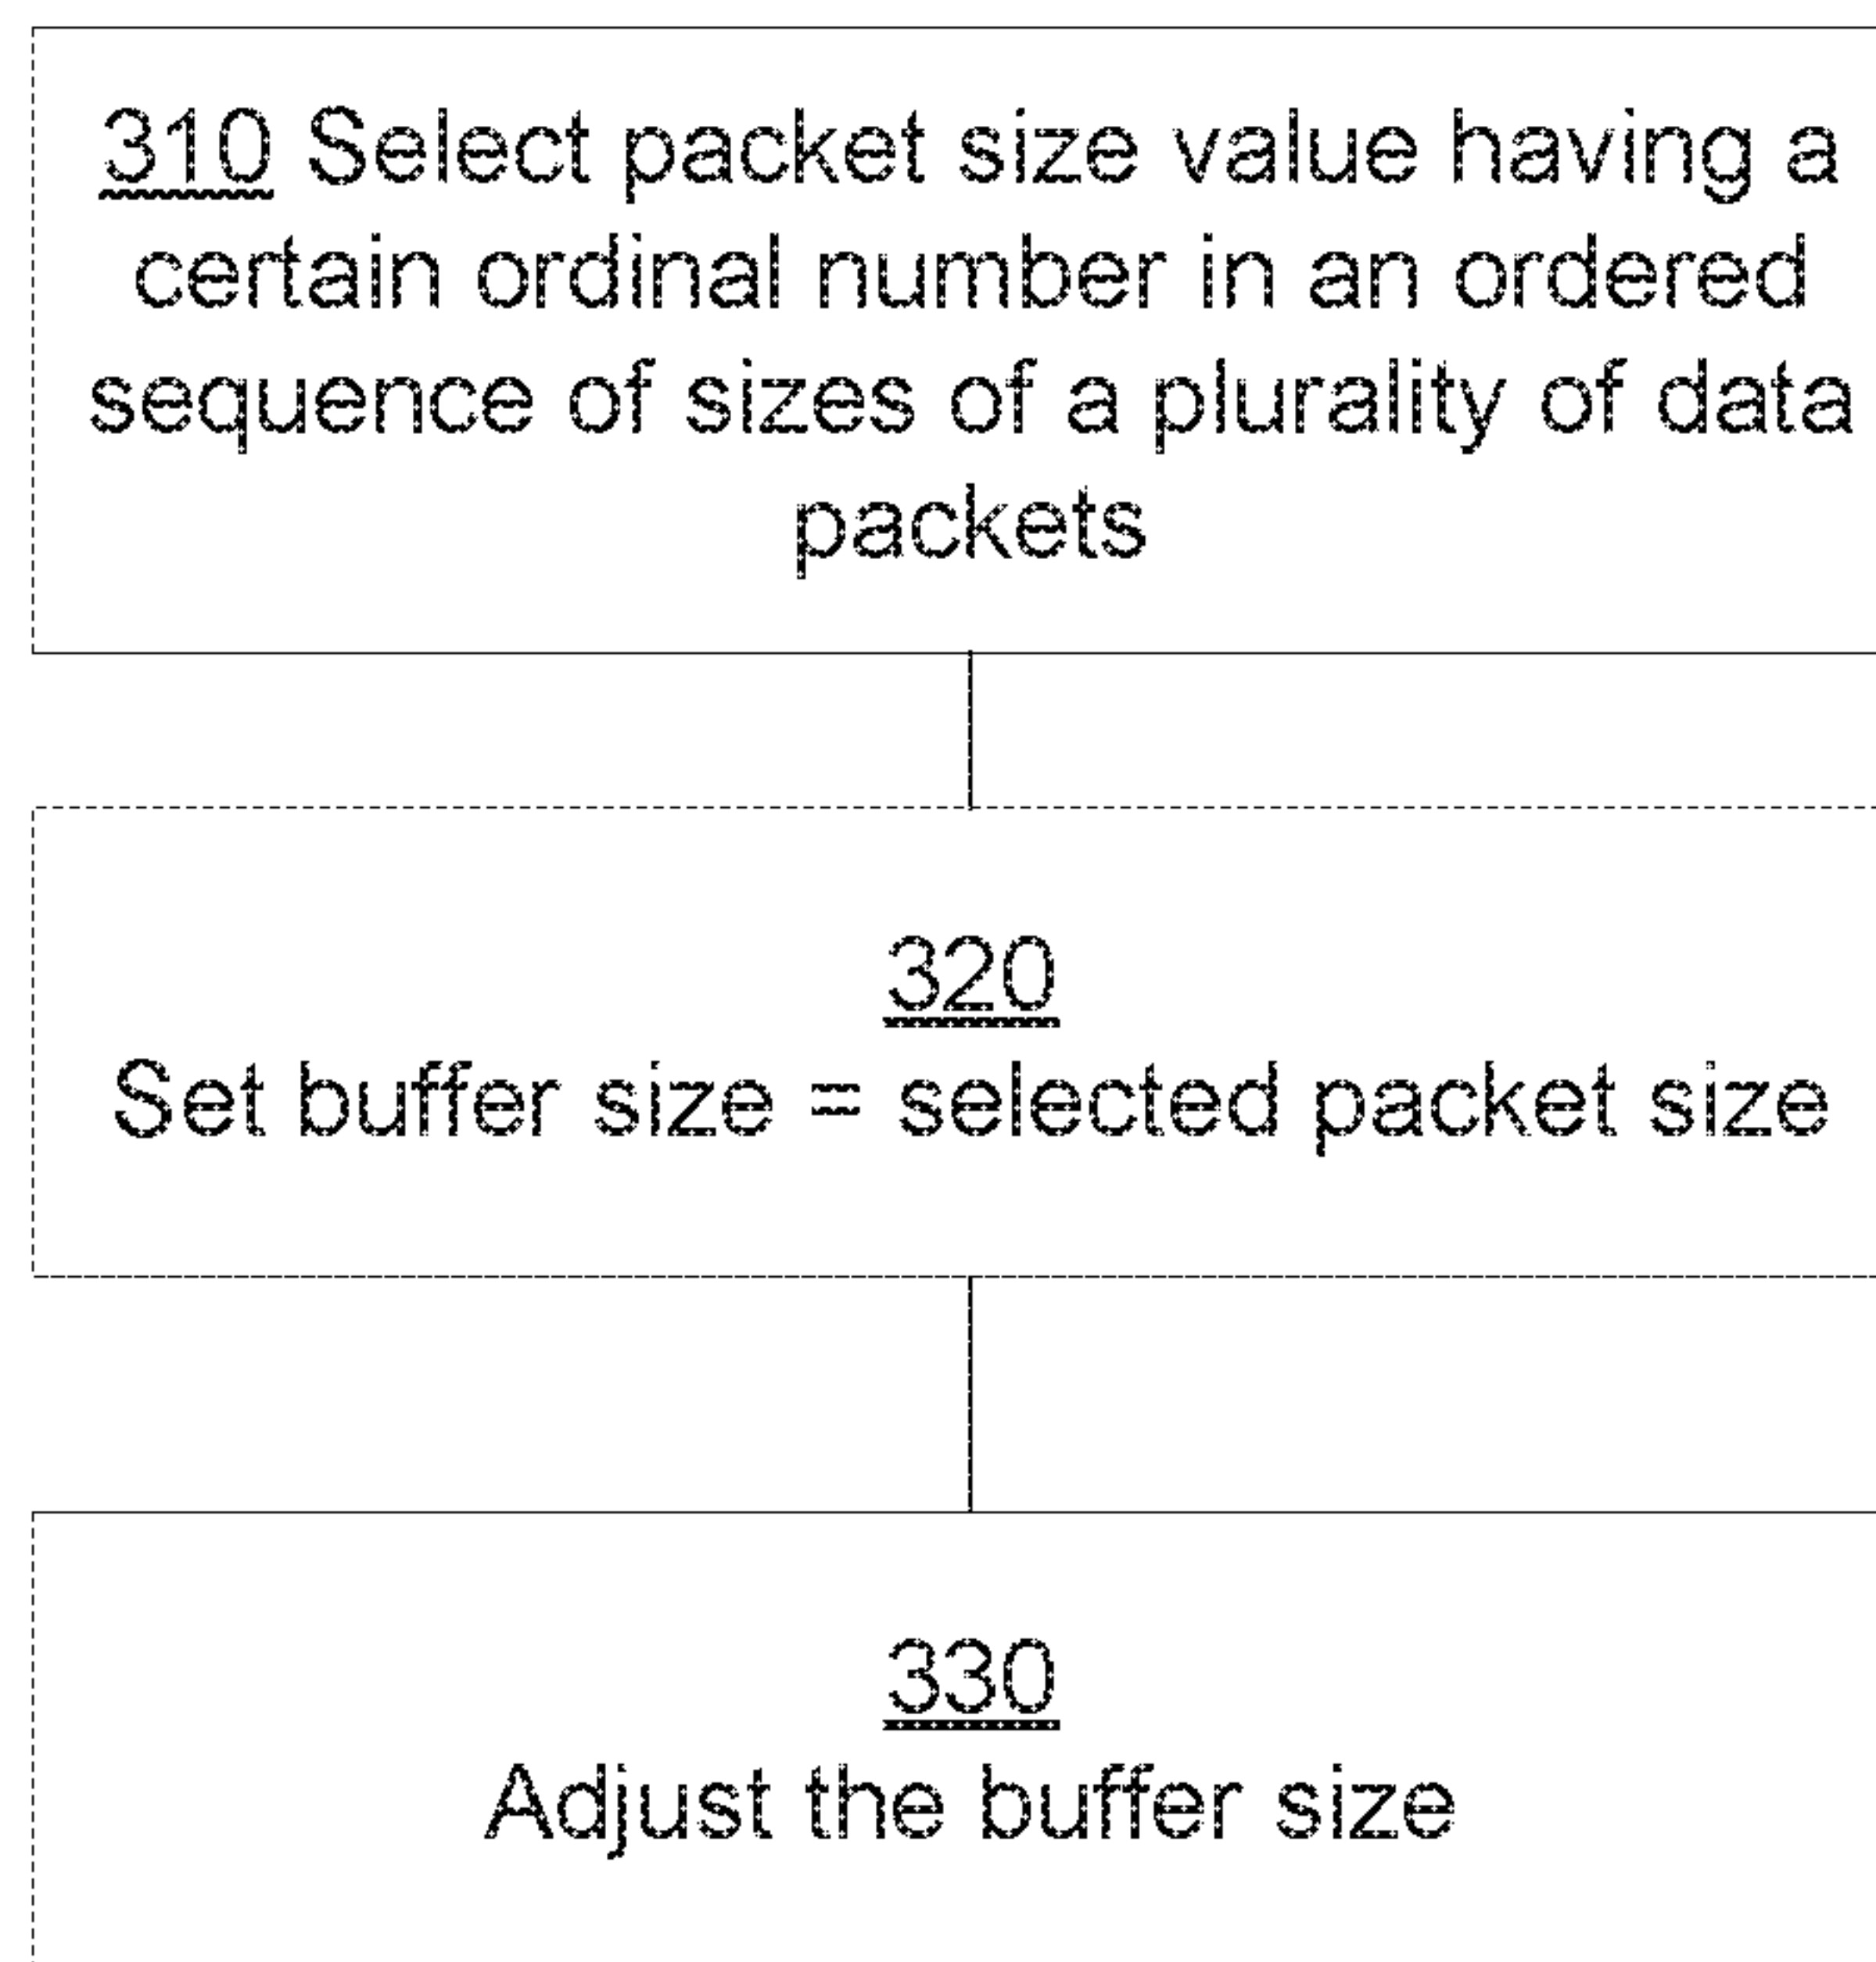 310 Select packet size value having a
certain ordinal number in an ordered
sequence of sizes of a plurality of data
packets
320
Set buffer size = selected packet size
330
Adjust the buffer size